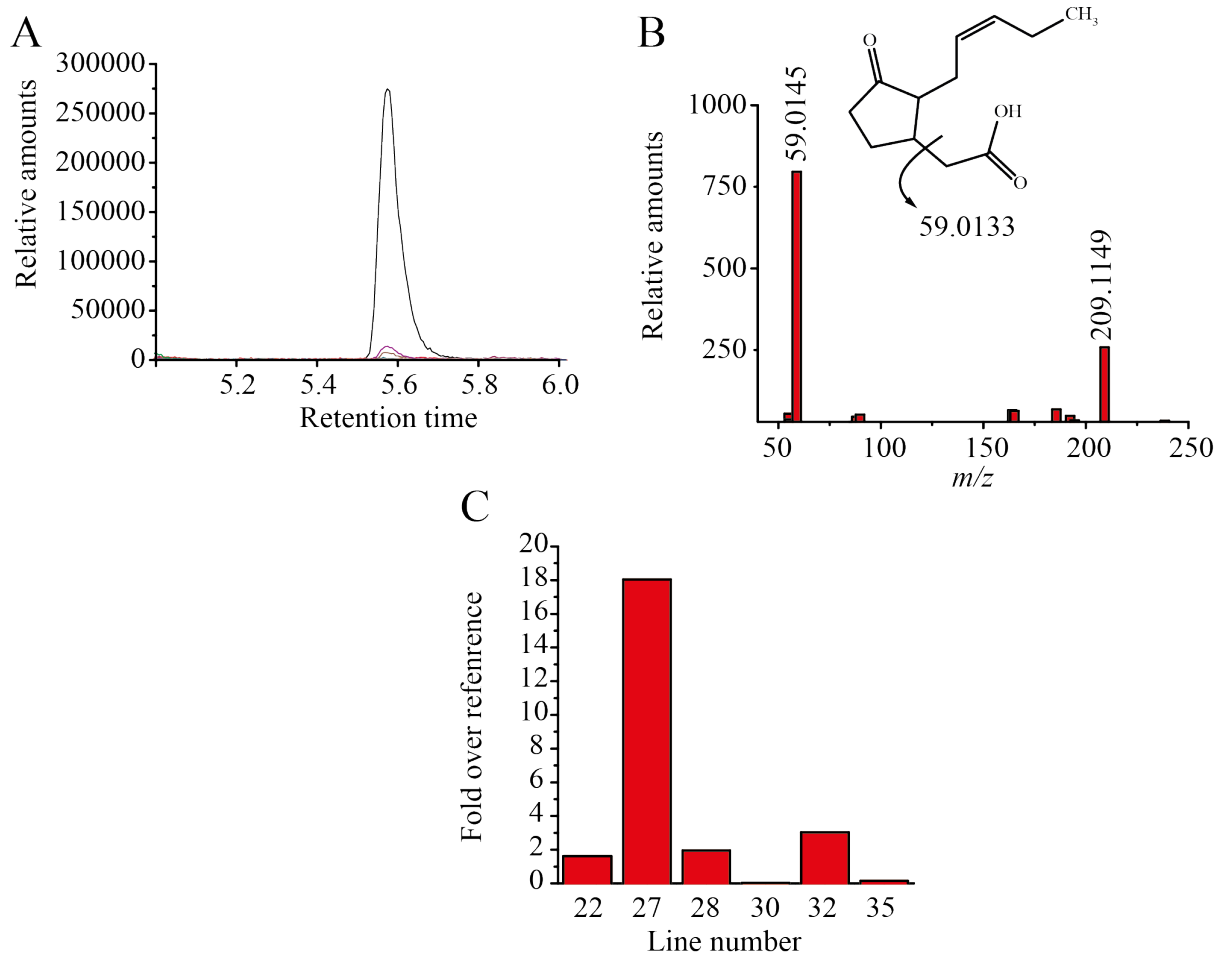 A
Relative amounts
300000
250000
200000
150000
100000
50000
0
5.2 5.4 5.6 5.8 6.0
Retention time
B
Relative amounts
1000
750
500
250
59.0145
O
CH3
OH
O
59.0133
209.1149
50 100 150 200 250
m/z
C
Fold over refenrence
20
18
16
14
12
10
8
6
4
2
0
22 27 28 30 32 35
Line number